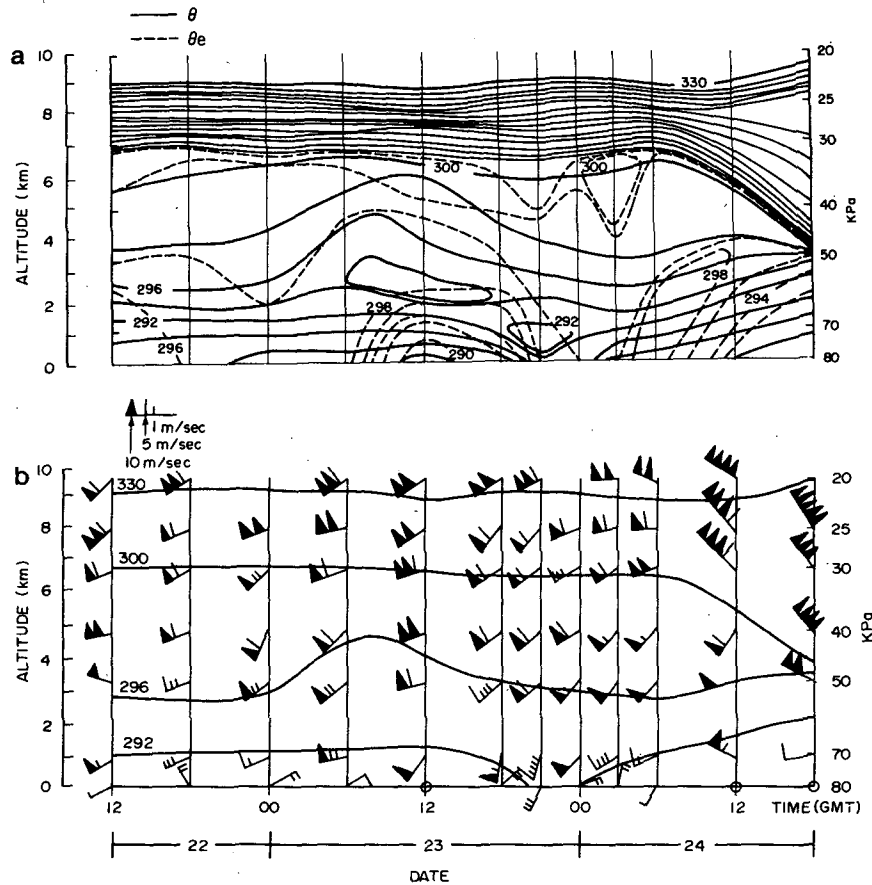 θ
θe
a
10
8
6
4
2
0
ALTITUDE (km)
20
25
30
40
50
70
80
KPa
330
300
300
296
298
292
296
290
292
298
294
1 m/sec
5 m/sec
10 m/sec
b
10
8
6
4
2
0
ALTITUDE (km)
20
25
30
40
50
70
80
KPa
330
300
296
292
12 00 12 00 12 TIME (GMT)
22 23 24
DATE